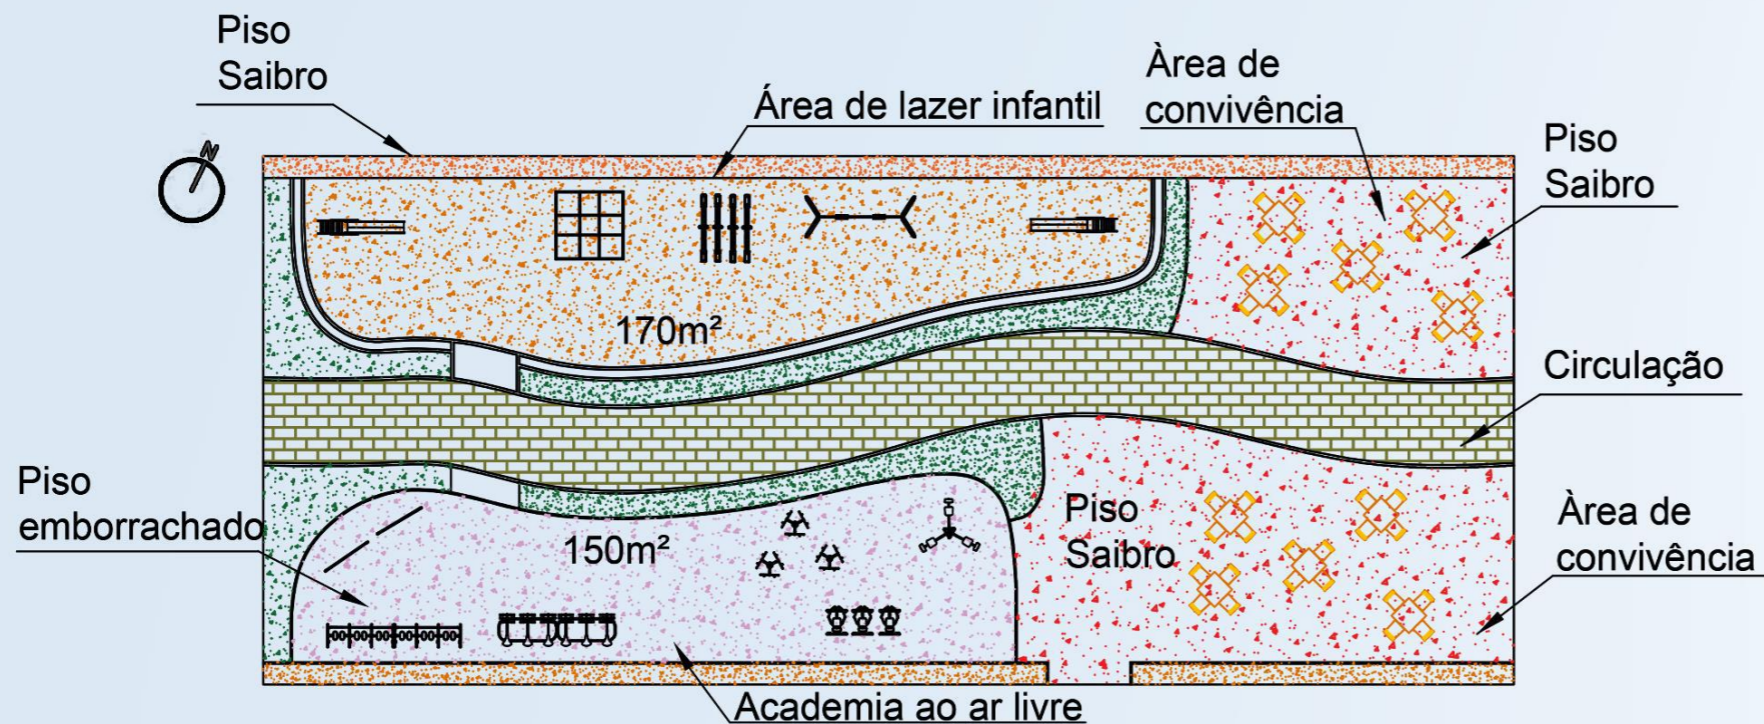 Piso
Saibro
Área de lazer infantil
Àrea de
convivência
Piso
Saibro
N
170m²
Circulação
Piso
emborrachado
150m²
Piso
Saibro
Àrea de
convivência
Academia ao ar livre